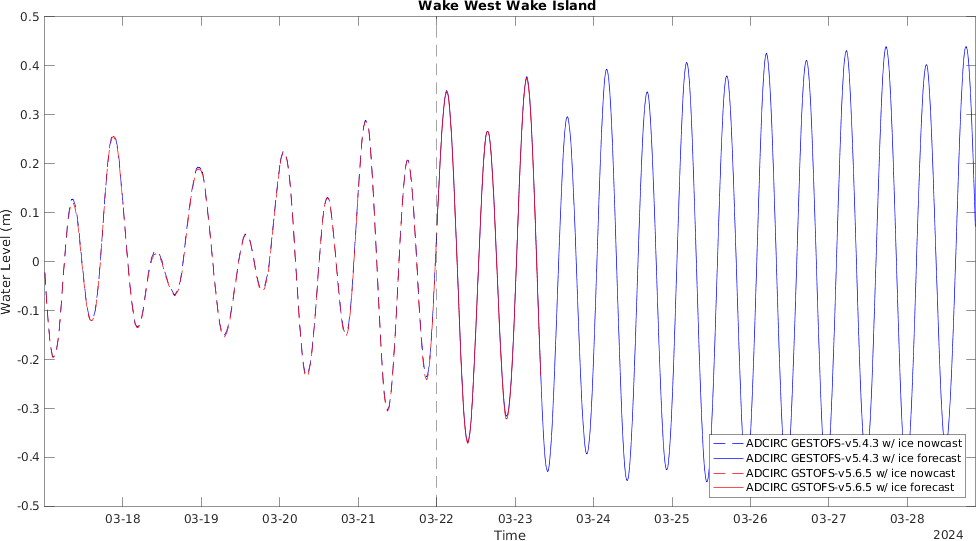 Wake West Wake Island
0.5
0.4
0.3
0.2
0.1
0
-0.1
-0.2
-0.3
-0.4
-0.5
Water Level (m)
ADCIRC GESTOFS-v5.4.3 w/ ice nowcast
ADCIRC GESTOFS-v5.4.3 w/ ice forecast
ADCIRC GSTOFS-v5.6.5 w/ ice nowcast
ADCIRC GSTOFS-v5.6.5 w/ ice forecast
03-18 03-19 03-20 03-21 03-22 03-23 03-24 03-25 03-26 03-27 03-28
Time
2024